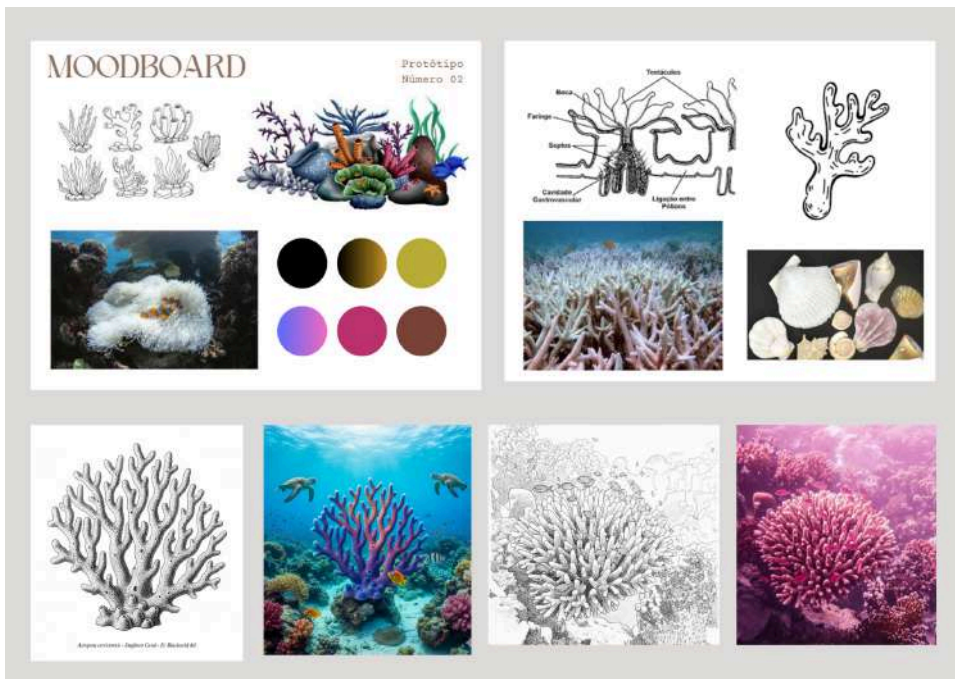 MOODBOARD
Protótipo
Número 02
Tentáculos
Boca
Faringe
Septos
Cavidade
Gastrovascular
Ligação entre
Pólipos